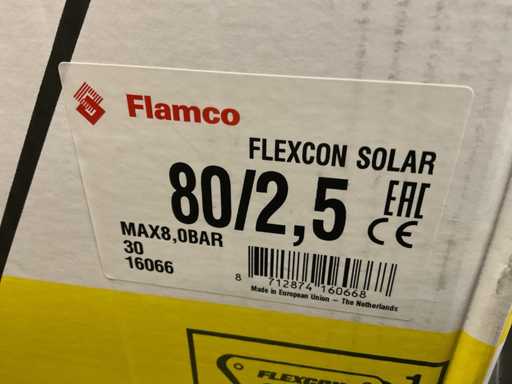 Flamco
FLEXCON SOLAR
80/2,5
EAC
CE
MAX8,0BAR
30
16066
8 712874 160668
Made in European Union – The Netherlands
FLEXCON
1